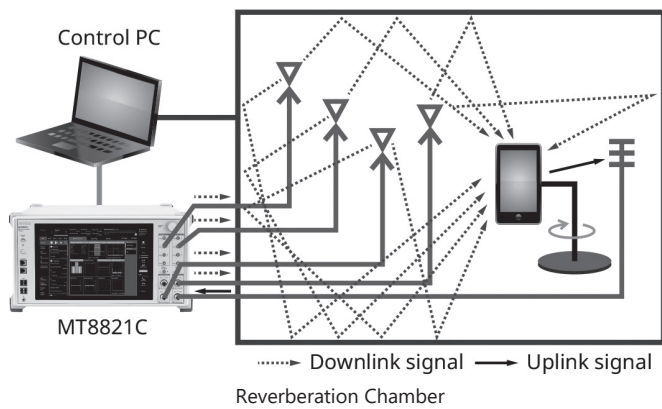 Control PC
MT8821C
Downlink signal
Uplink signal
Reverberation Chamber